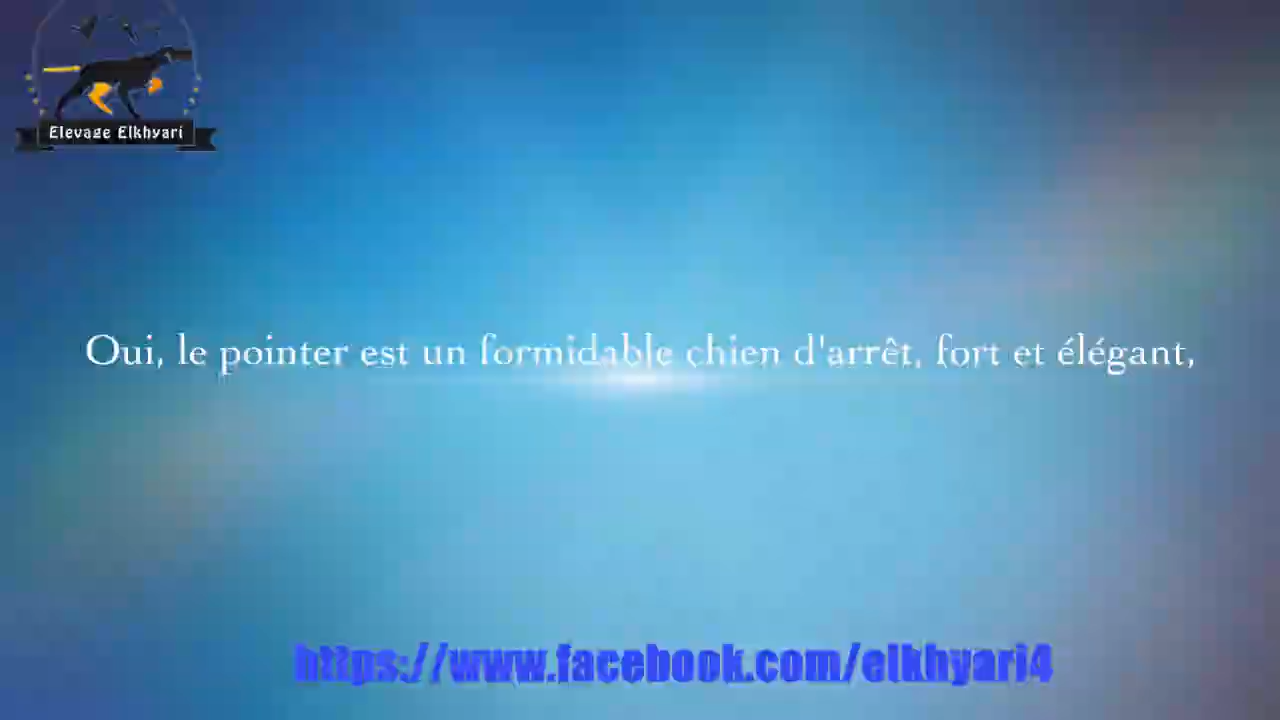 Elevage Elkhyari
Oui, le pointer est un formidable chien d'arrêt, fort et élégant,
https://www.facebook.com/elkhyari4